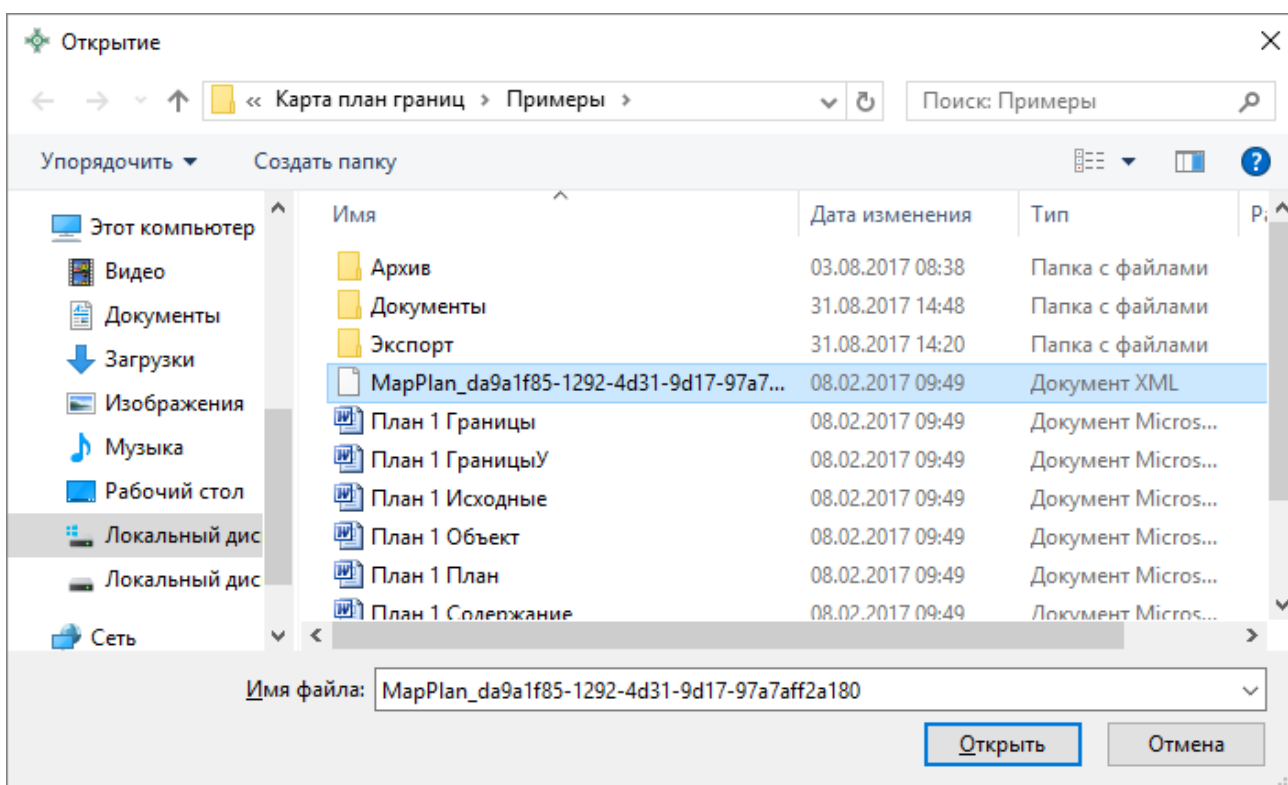 Открытие
« Карта план границ › Примеры ›
Поиск: Примеры
Упорядочить
Создать папку
Этот компьютер
Видео
Документы
Загрузки
Изображения
Музыка
Рабочий стол
Локальный дис
Локальный дис
Сеть
Имя Дата изменения Тип
Архив 03.08.2017 08:38 Папка с файлами
Документы 31.08.2017 14:48 Папка с файлами
Экспорт 31.08.2017 14:20 Папка с файлами
MapPlan_da9a1f85-1292-4d31-9d17-97a7... 08.02.2017 09:49 Документ XML
План 1 Границы 08.02.2017 09:49 Документ Micros...
План 1 ГраницыУ 08.02.2017 09:49 Документ Micros...
План 1 Исходные 08.02.2017 09:49 Документ Micros...
План 1 Объект 08.02.2017 09:49 Документ Micros...
План 1 План 08.02.2017 09:49 Документ Micros...
План 1 Содержание 08.02.2017 09:49 Документ Micros...
Имя файла: MapPlan_da9a1f85-1292-4d31-9d17-97a7aff2a180
Открыть Отмена